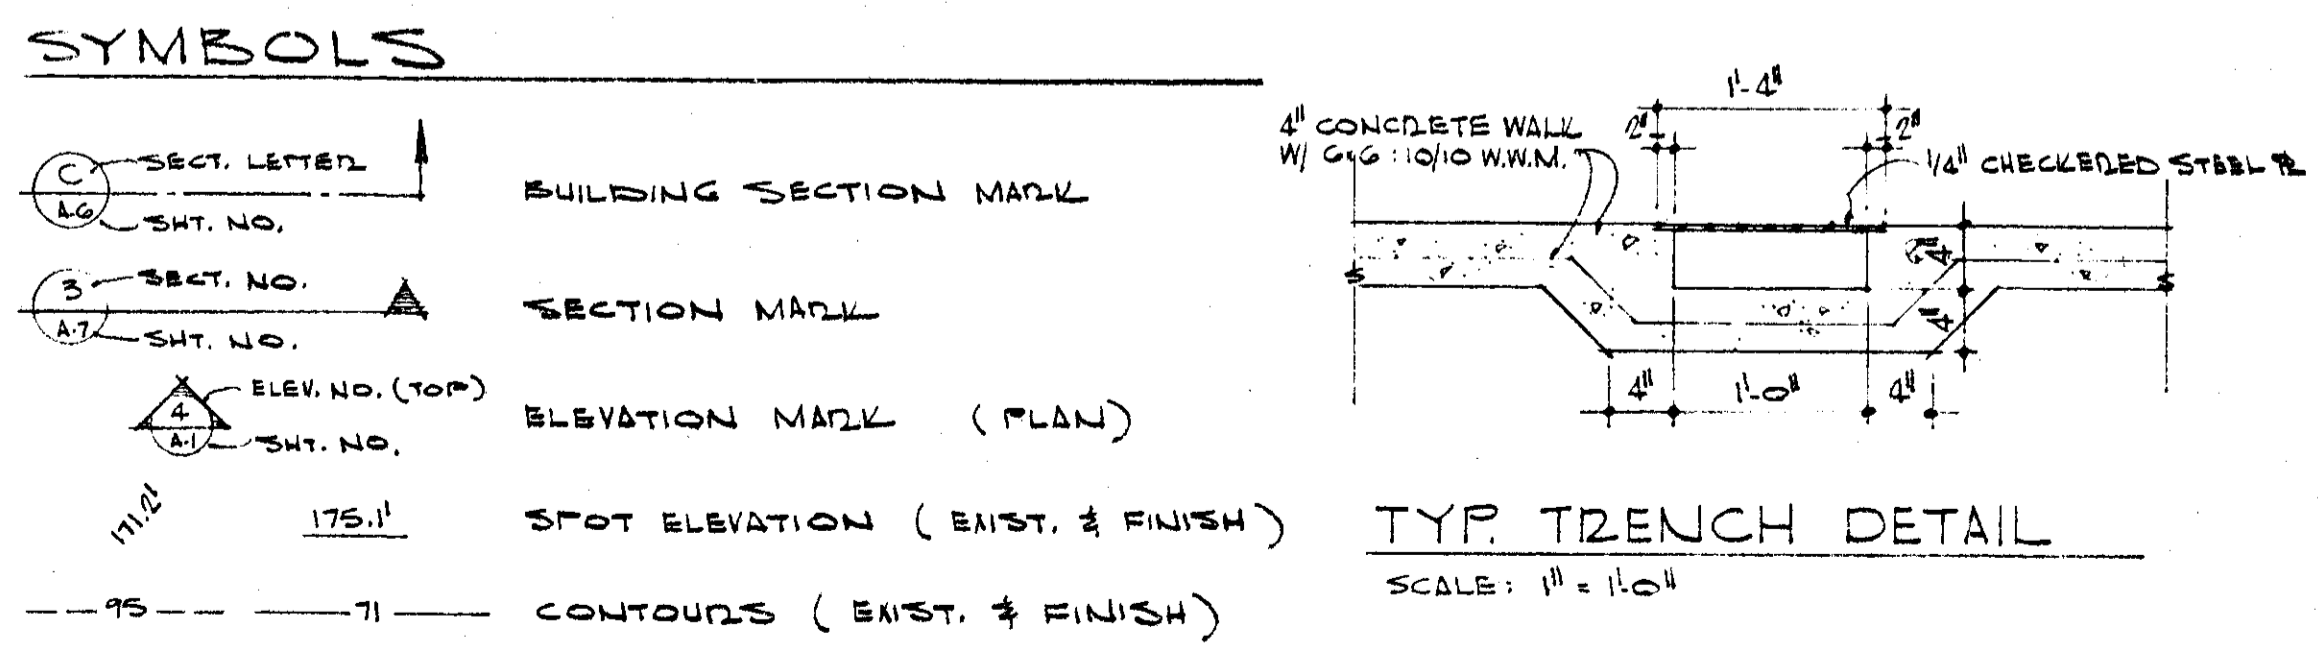 SYMBOLS
C
SECT. LETTER
A-6
SHT. NO.
BUILDING SECTION MARK
3
SECT. NO.
A-7
SHT. NO.
SECTION MARK
4
ELEV. NO. (TOP)
A-1
SHT. NO.
ELEVATION MARK (PLAN)
171.2'
175.1'
SPOT ELEVATION (EXIST. & FINISH)
95
71
CONTOURS (EXIST. & FINISH)
1'-4"
2"
2"
4" CONCRETE WALK
W/ 6x6 : 10/10 W.W.M.
1/4" CHECKERED STEEL PL
4"
4"
4"
1'-0"
4"
TYP. TRENCH DETAIL
SCALE: 1" = 1'-0"